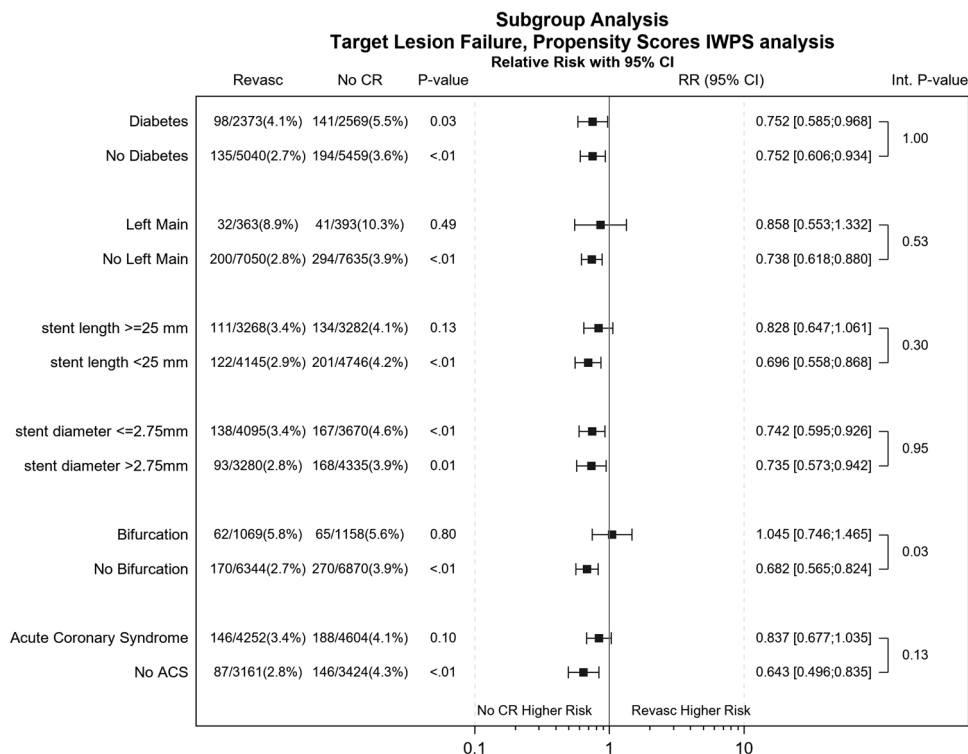 Subgroup Analysis
Target Lesion Failure, Propensity Scores IWPS analysis
Relative Risk with 95% CI
Revasc No CR P-value RR (95% CI) Int. P-value
Diabetes 98/2373(4.1%) 141/2569(5.5%) 0.03 0.752 [0.585;0.968]
1.00
No Diabetes 135/5040(2.7%) 194/5459(3.6%) <.01 0.752 [0.606;0.934]
Left Main 32/363(8.9%) 41/393(10.3%) 0.49 0.858 [0.553;1.332]
0.53
No Left Main 200/7050(2.8%) 294/7635(3.9%) <.01 0.738 [0.618;0.880]
stent length >=25 mm 111/3268(3.4%) 134/3282(4.1%) 0.13 0.828 [0.647;1.061]
0.30
stent length <25 mm 122/4145(2.9%) 201/4746(4.2%) <.01 0.696 [0.558;0.868]
stent diameter <=2.75mm 138/4095(3.4%) 167/3670(4.6%) <.01 0.742 [0.595;0.926]
0.95
stent diameter >2.75mm 93/3280(2.8%) 168/4335(3.9%) 0.01 0.735 [0.573;0.942]
Bifurcation 62/1069(5.8%) 65/1158(5.6%) 0.80 1.045 [0.746;1.465]
0.03
No Bifurcation 170/6344(2.7%) 270/6870(3.9%) <.01 0.682 [0.565;0.824]
Acute Coronary Syndrome 146/4252(3.4%) 188/4604(4.1%) 0.10 0.837 [0.677;1.035]
0.13
No ACS 87/3161(2.8%) 146/3424(4.3%) <.01 0.643 [0.496;0.835]
No CR Higher Risk Revasc Higher Risk
0.1 1 10